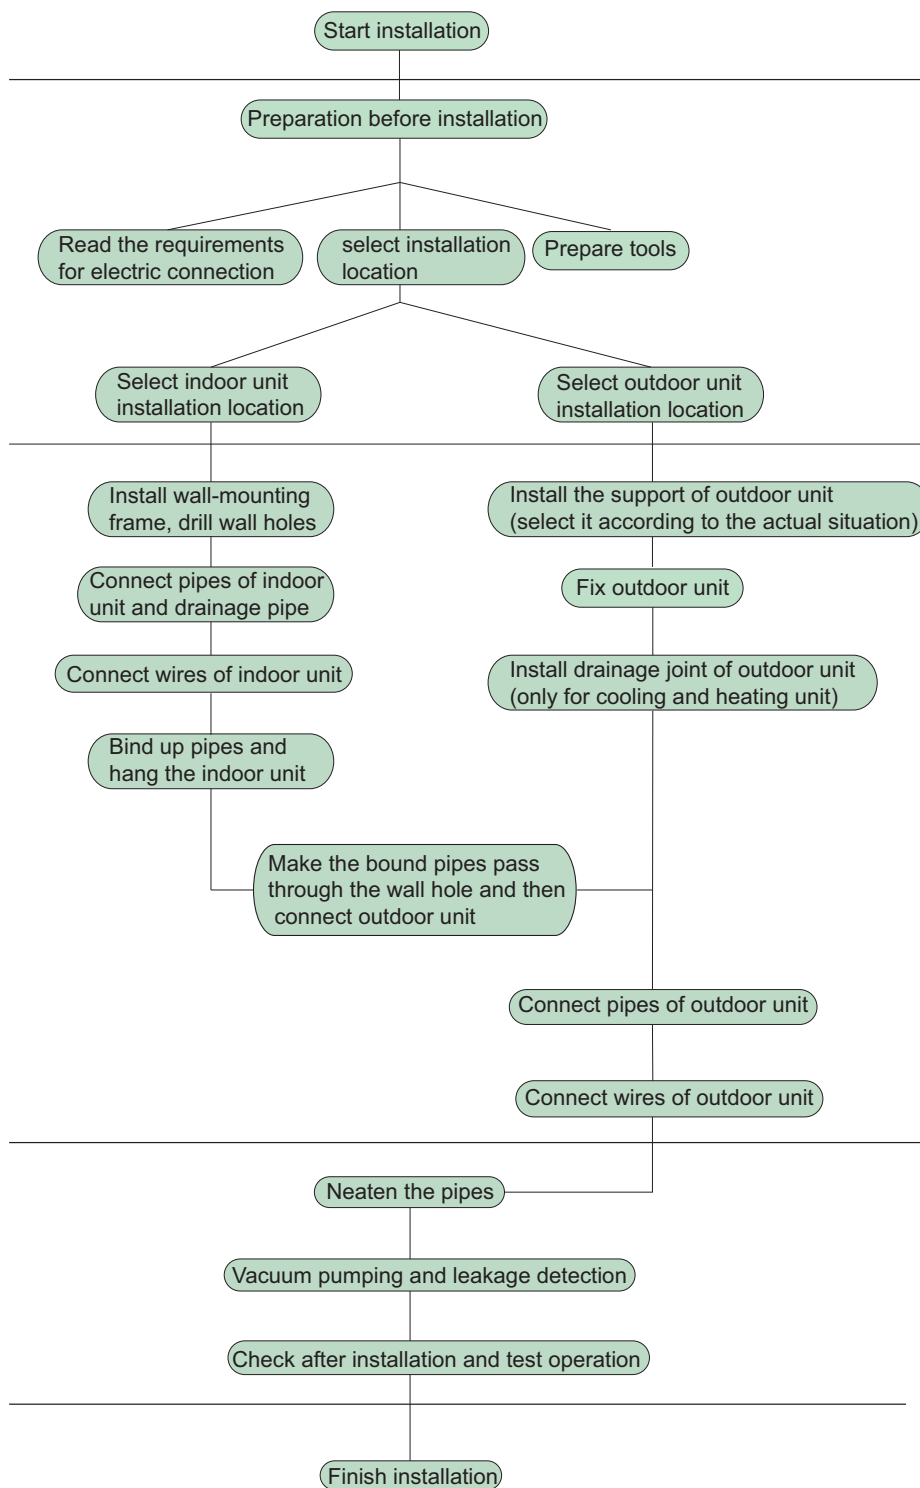 Start installation
Preparation before installation
Read the requirements
for electric connection
select installation
location
Prepare tools
Select indoor unit
installation location
Select outdoor unit
installation location
Install wall-mounting
frame, drill wall holes
Install the support of outdoor unit
(select it according to the actual situation)
Connect pipes of indoor
unit and drainage pipe
Fix outdoor unit
Connect wires of indoor unit
Install drainage joint of outdoor unit
(only for cooling and heating unit)
Bind up pipes and
hang the indoor unit
Make the bound pipes pass
through the wall hole and then
connect outdoor unit
Connect pipes of outdoor unit
Connect wires of outdoor unit
Neaten the pipes
Vacuum pumping and leakage detection
Check after installation and test operation
Finish installation